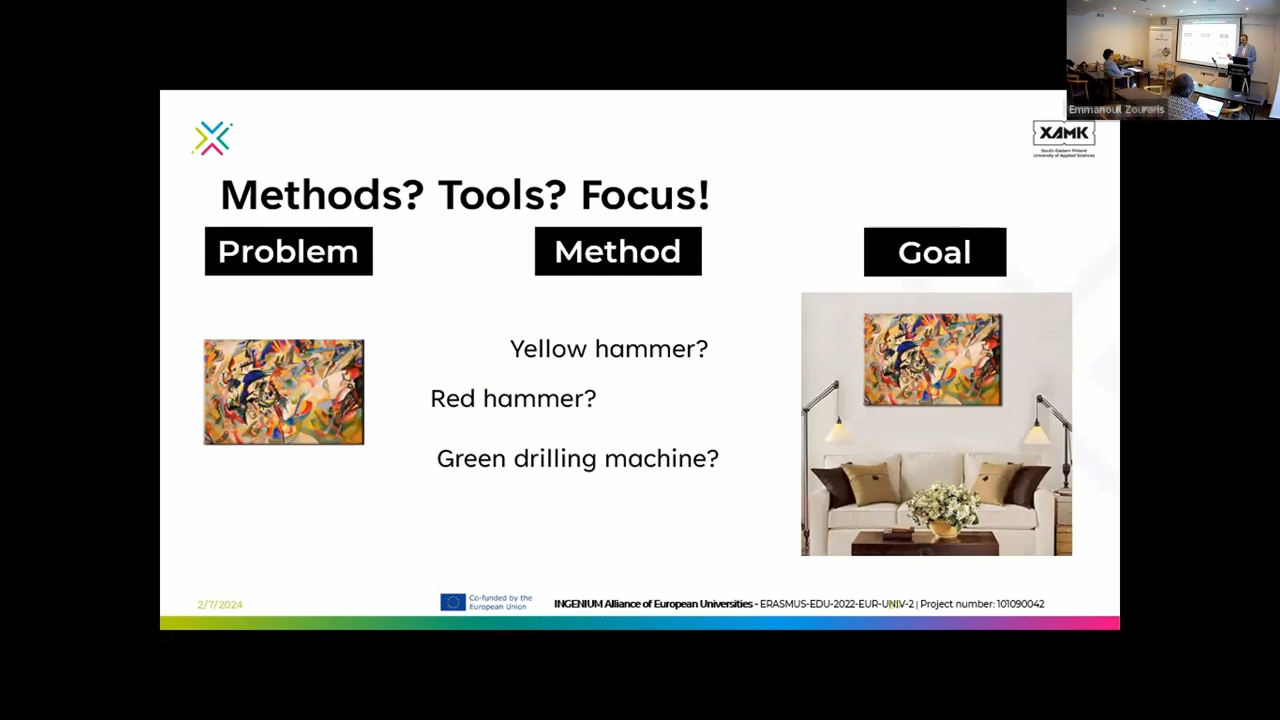 Emmanouil Zouraris
XAMK
South-Eastern Finland
University of Applied Sciences
Methods? Tools? Focus!
Problem
Method
Goal
Yellow hammer?
Red hammer?
Green drilling machine?
2/7/2024
Co-funded by the
European Union
INGENIUM Alliance of European Universities - ERASMUS-EDU-2022-EUR-UNIV-2 | Project number: 101090042